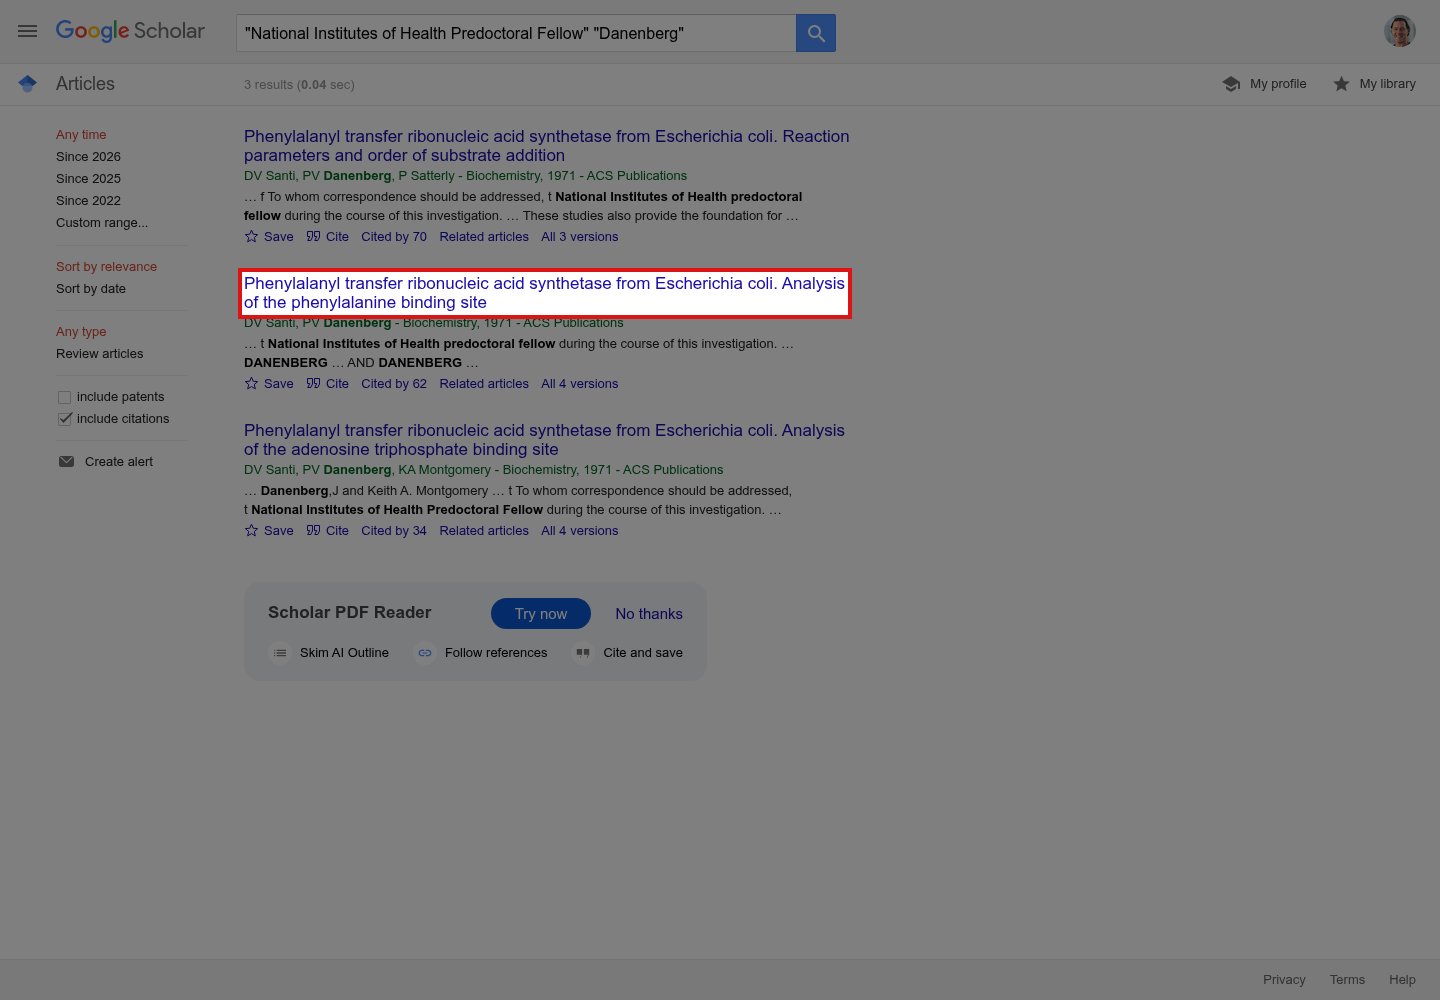 Google Scholar
"National Institutes of Health Predoctoral Fellow" "Danenberg"
Articles
3 results (0.04 sec)
My profile
My library
Any time
Since 2026
Since 2025
Since 2022
Custom range...
Sort by relevance
Sort by date
Any type
Review articles
include patents
include citations
Create alert
Phenylalanyl transfer ribonucleic acid synthetase from Escherichia coli. Reaction
parameters and order of substrate addition
DV Santi, PV Danenberg, P Satterly - Biochemistry, 1971 - ACS Publications
… f To whom correspondence should be addressed, t National Institutes of Health predoctoral
fellow during the course of this investigation. … These studies also provide the foundation for …
Save Cite Cited by 70 Related articles All 3 versions
Phenylalanyl transfer ribonucleic acid synthetase from Escherichia coli. Analysis
of the phenylalanine binding site
DV Santi, PV Danenberg - Biochemistry, 1971 - ACS Publications
… t National Institutes of Health predoctoral fellow during the course of this investigation. …
DANENBERG … AND DANENBERG …
Save Cite Cited by 62 Related articles All 4 versions
Phenylalanyl transfer ribonucleic acid synthetase from Escherichia coli. Analysis
of the adenosine triphosphate binding site
DV Santi, PV Danenberg, KA Montgomery - Biochemistry, 1971 - ACS Publications
… Danenberg,J and Keith A. Montgomery … t To whom correspondence should be addressed,
t National Institutes of Health Predoctoral Fellow during the course of this investigation. …
Save Cite Cited by 34 Related articles All 4 versions
Scholar PDF Reader
Try now
No thanks
Skim AI Outline
Follow references
Cite and save
Privacy
Terms
Help